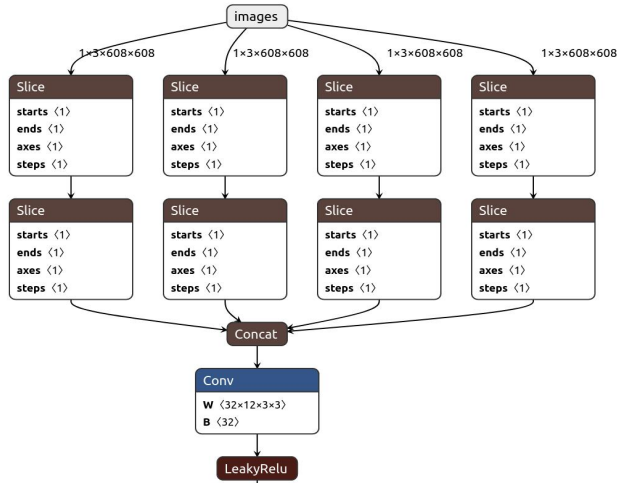 images
1×3×608×608
1×3×608×608
1×3×608×608
1×3×608×608
Slice
starts 〈1〉
ends 〈1〉
axes 〈1〉
steps 〈1〉
Slice
starts 〈1〉
ends 〈1〉
axes 〈1〉
steps 〈1〉
Slice
starts 〈1〉
ends 〈1〉
axes 〈1〉
steps 〈1〉
Slice
starts 〈1〉
ends 〈1〉
axes 〈1〉
steps 〈1〉
Slice
starts 〈1〉
ends 〈1〉
axes 〈1〉
steps 〈1〉
Slice
starts 〈1〉
ends 〈1〉
axes 〈1〉
steps 〈1〉
Slice
starts 〈1〉
ends 〈1〉
axes 〈1〉
steps 〈1〉
Slice
starts 〈1〉
ends 〈1〉
axes 〈1〉
steps 〈1〉
Concat
Conv
W 〈32×12×3×3〉
B 〈32〉
LeakyRelu